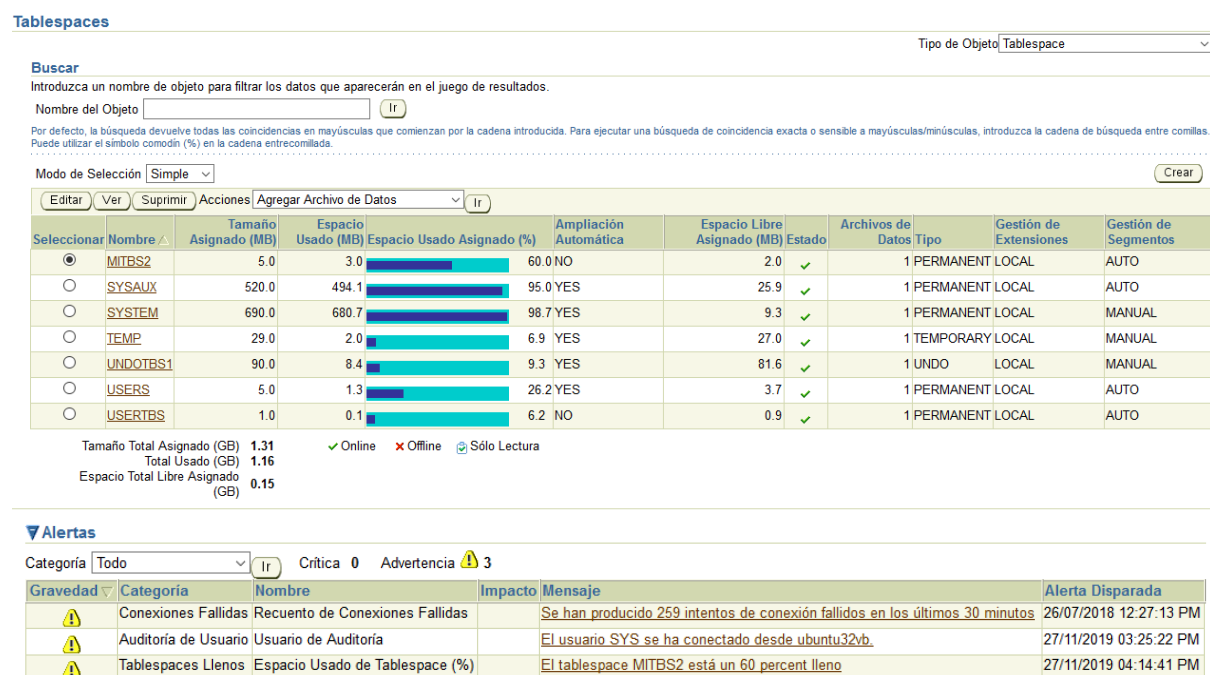 Tablespaces
Tipo de Objeto Tablespace
Buscar
Introduzca un nombre de objeto para filtrar los datos que aparecerán en el juego de resultados.
Nombre del Objeto Ir
Por defecto, la búsqueda devuelve todas las coincidencias en mayúsculas que comienzan por la cadena introducida. Para ejecutar una búsqueda de coincidencia exacta o sensible a mayúsculas/minúsculas, introduzca la cadena de búsqueda entre comillas.
Puede utilizar el símbolo comodín (%) en la cadena entrecomillada.
Modo de Selección Simple Crear
Editar Ver Suprimir Acciones Agregar Archivo de Datos Ir
Seleccionar Nombre Tamaño Asignado (MB) Espacio Usado (MB) Espacio Usado Asignado (%) Ampliación Automática Espacio Libre Asignado (MB) Estado Archivos de Datos Tipo Gestión de Extensiones Gestión de Segmentos
MITBS2 5.0 3.0 60.0 NO 2.0 1 PERMANENT LOCAL AUTO
SYSAUX 520.0 494.1 95.0 YES 25.9 1 PERMANENT LOCAL AUTO
SYSTEM 690.0 680.7 98.7 YES 9.3 1 PERMANENT LOCAL MANUAL
TEMP 29.0 2.0 6.9 YES 27.0 1 TEMPORARY LOCAL MANUAL
UNDOTBS1 90.0 8.4 9.3 YES 81.6 1 UNDO LOCAL MANUAL
USERS 5.0 1.3 26.2 YES 3.7 1 PERMANENT LOCAL AUTO
USERTBS 1.0 0.1 6.2 NO 0.9 1 PERMANENT LOCAL AUTO
Tamaño Total Asignado (GB) 1.31 Online Offline Sólo Lectura
Total Usado (GB) 1.16
Espacio Total Libre Asignado (GB) 0.15
Alertas
Categoría Todo Ir Crítica 0 Advertencia 3
Gravedad Categoría Nombre Impacto Mensaje Alerta Disparada
Conexiones Fallidas Recuento de Conexiones Fallidas Se han producido 259 intentos de conexión fallidos en los últimos 30 minutos 26/07/2018 12:27:13 PM
Auditoría de Usuario Usuario de Auditoría El usuario SYS se ha conectado desde ubuntu32vb. 27/11/2019 03:25:22 PM
Tablespaces Llenos Espacio Usado de Tablespace (%) El tablespace MITBS2 está un 60 percent lleno 27/11/2019 04:14:41 PM